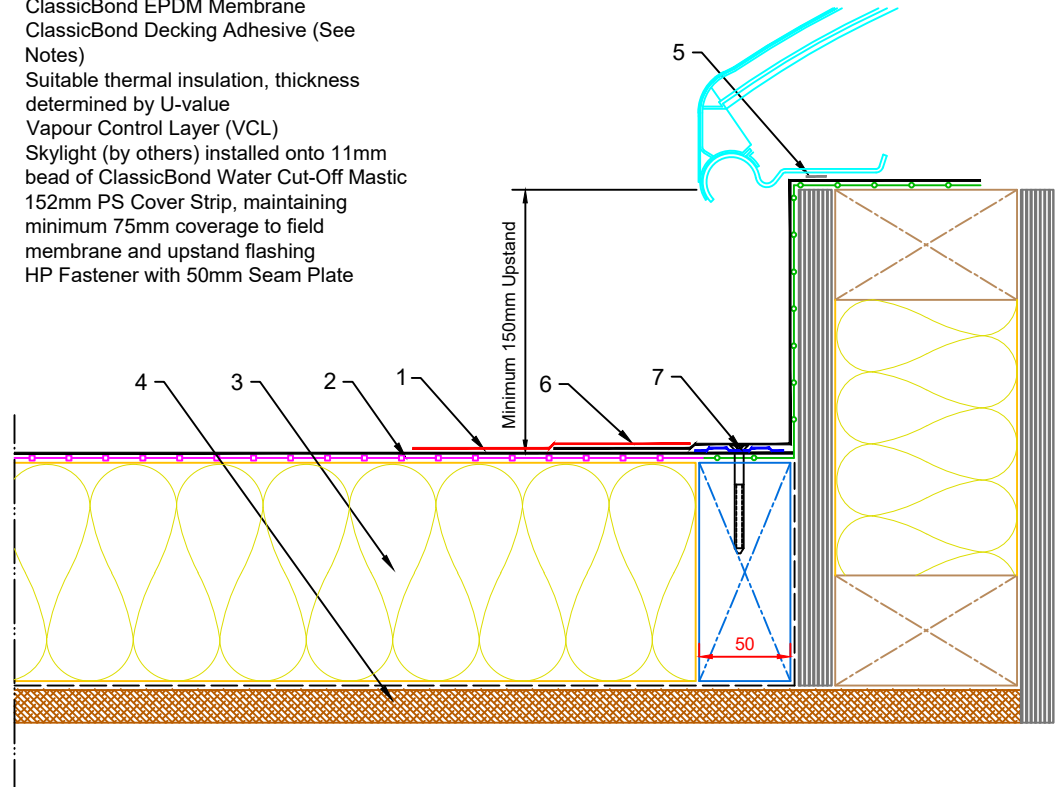 ClassicBond EPDM Membrane
ClassicBond Decking Adhesive (See
Notes)
Suitable thermal insulation, thickness
determined by U-value
Vapour Control Layer (VCL)
Skylight (by others) installed onto 11mm
bead of ClassicBond Water Cut-Off Mastic
152mm PS Cover Strip, maintaining
minimum 75mm coverage to field
membrane and upstand flashing
HP Fastener with 50mm Seam Plate
5
Minimum 150mm Upstand
4
3
2
1
6
7
50